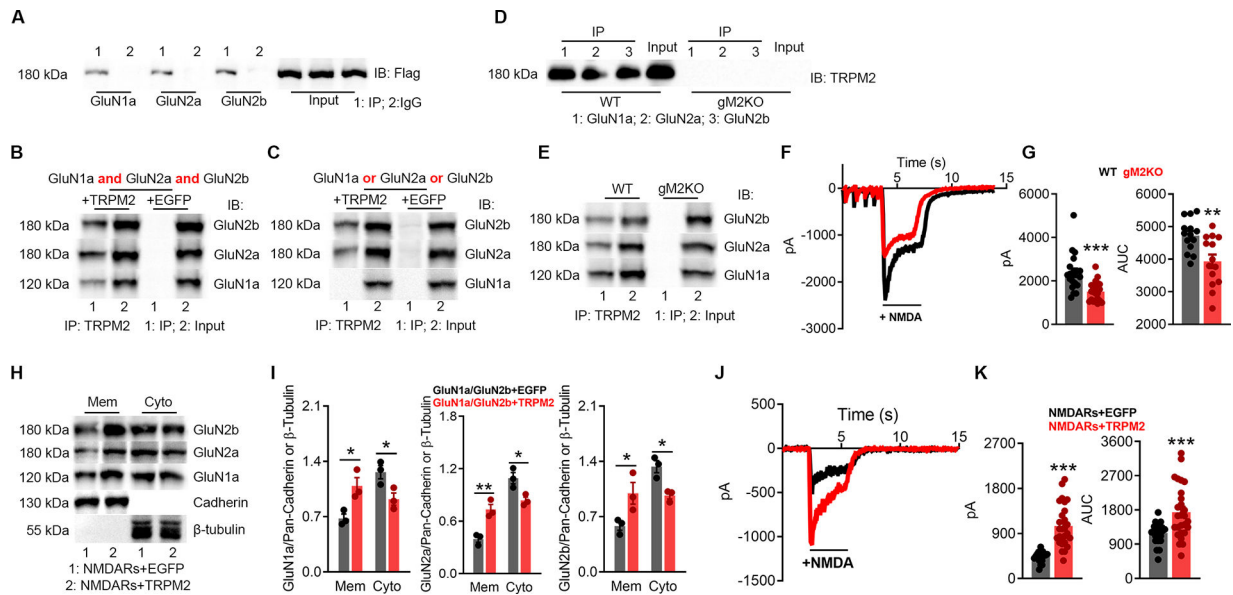 A
1 2 1 2 1 2
180 kDa
IB: Flag
GluN1a GluN2a GluN2b Input 1: IP; 2:IgG
D
IP Input IP Input
1 2 3 1 2 3
180 kDa
IB: TRPM2
WT gM2KO
1: GluN1a; 2: GluN2a; 3: GluN2b
B
GluN1a and GluN2a and GluN2b
+TRPM2 +EGFP IB:
180 kDa GluN2b
180 kDa GluN2a
120 kDa GluN1a
1 2 1 2
IP: TRPM2 1: IP; 2: Input
C
GluN1a or GluN2a or GluN2b
+TRPM2 +EGFP IB:
180 kDa GluN2b
180 kDa GluN2a
120 kDa GluN1a
1 2 1 2
IP: TRPM2 1: IP; 2: Input
E
WT gM2KO
180 kDa GluN2b
180 kDa GluN2a
120 kDa GluN1a
1 2 1 2
IP: TRPM2 1: IP; 2: Input
F
Time (s)
0 5 10 15
0
-1000
-2000
-3000
pA
+ NMDA
G
WT gM2KO
6000
4000
2000
0
pA
***
6000
5000
4000
3000
2000
AUC
**
H
Mem Cyto
180 kDa GluN2b
180 kDa GluN2a
120 kDa GluN1a
130 kDa Cadherin
55 kDa β-tubulin
1 2 1 2
1: NMDARs+EGFP
2: NMDARs+TRPM2
I
GluN1a/GluN2b+EGFP
GluN1a/GluN2b+TRPM2
GluN1a/Pan-Cadherin or β-Tubulin
2.1
1.4
0.7
0
* *
Mem Cyto
GluN2a/Pan-Cadherin or β-Tubulin
1.8
1.2
0.6
0.0
** *
Mem Cyto
GluN2b/Pan-Cadherin or β-Tubulin
2.1
1.4
0.7
0
* *
Mem Cyto
J
Time (s)
500
0
-500
-1000
-1500
5 10 15
pA
+NMDA
K
NMDARs+EGFP
NMDARs+TRPM2
2700
1800
900
0
pA
***
3600
2700
1800
900
0
AUC
***